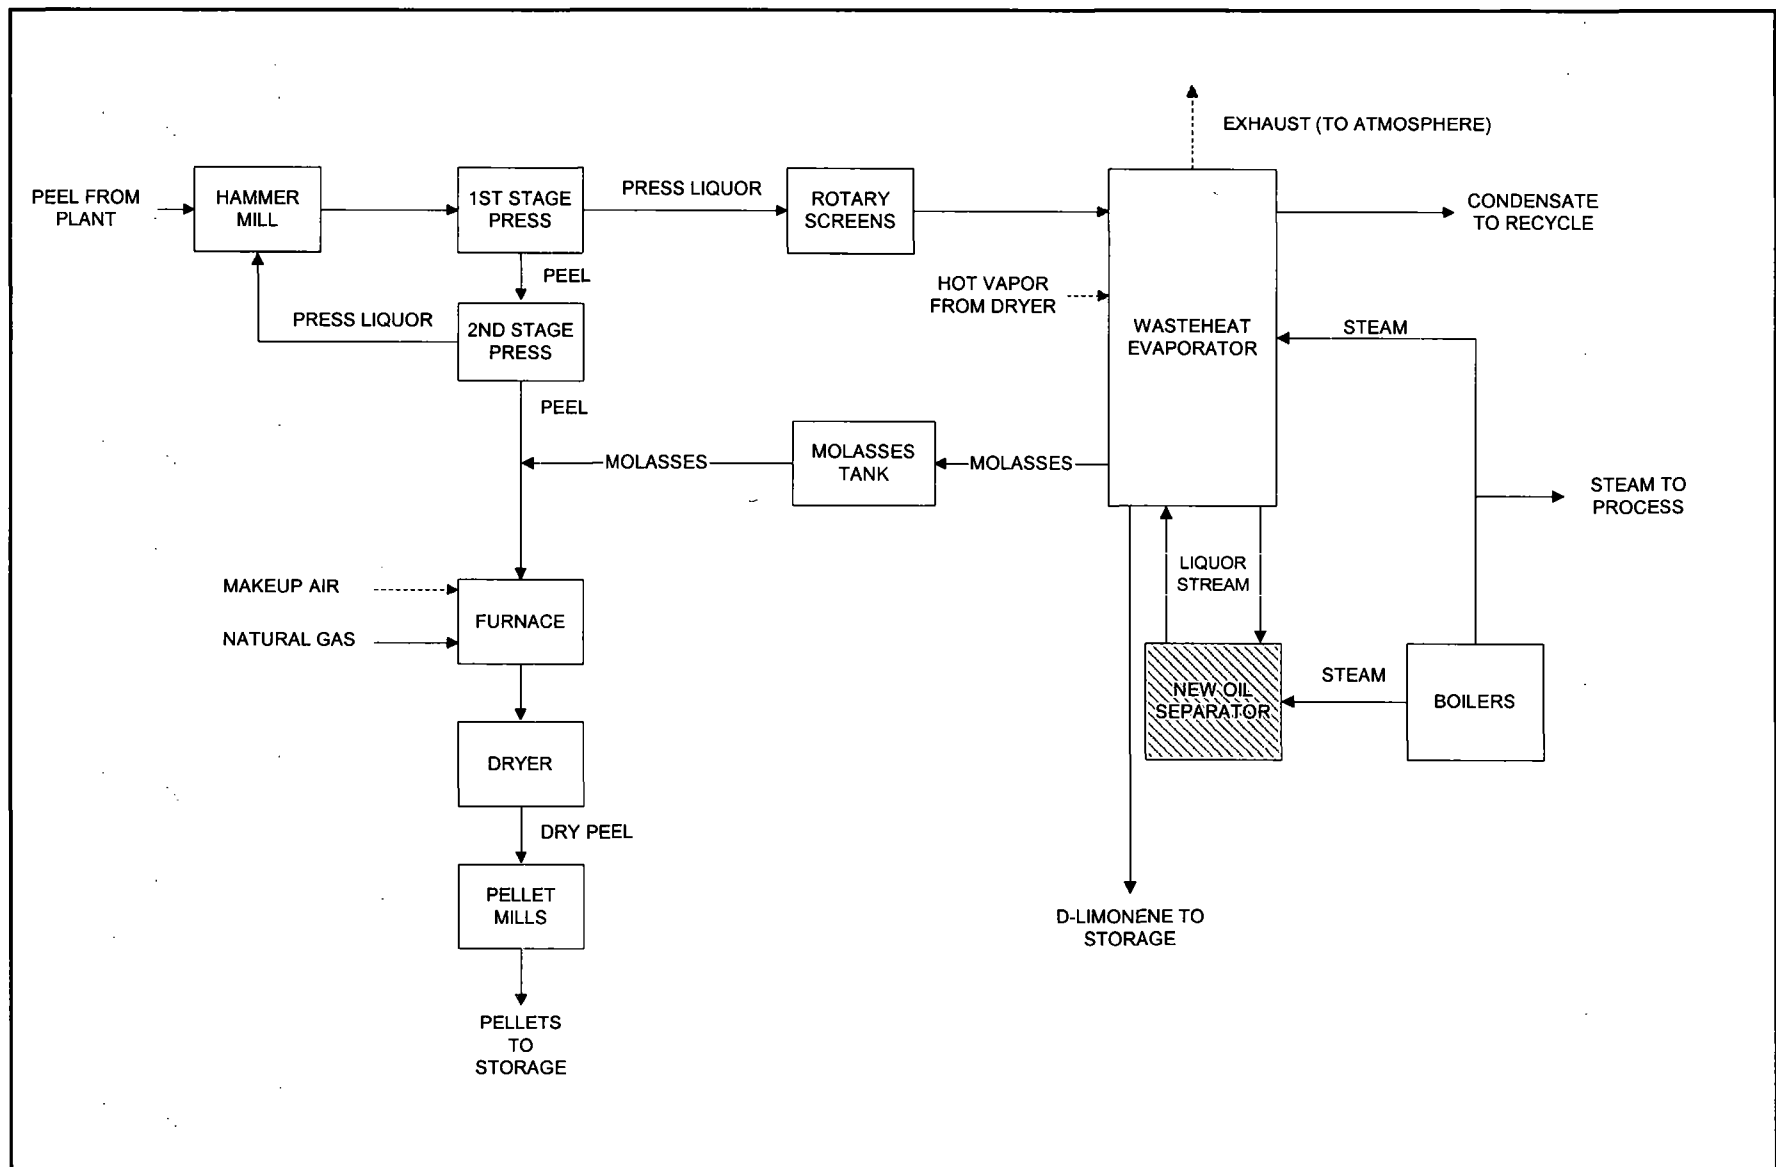 EXHAUST (TO ATMOSPHERE)
PEEL FROM
PLANT
HAMMER
MILL
1ST STAGE
PRESS
PRESS LIQUOR
ROTARY
SCREENS
CONDENSATE
TO RECYCLE
PEEL
HOT VAPOR
FROM DRYER
PRESS LIQUOR
2ND STAGE
PRESS
WASTEHEAT
EVAPORATOR
STEAM
PEEL
MOLASSES
MOLASSES
TANK
MOLASSES
STEAM TO
PROCESS
LIQUOR
STREAM
MAKEUP AIR
NATURAL GAS
FURNACE
NEW OIL
SEPARATOR
STEAM
BOILERS
DRYER
DRY PEEL
PELLET
MILLS
D-LIMONENE TO
STORAGE
PELLETS
TO
STORAGE